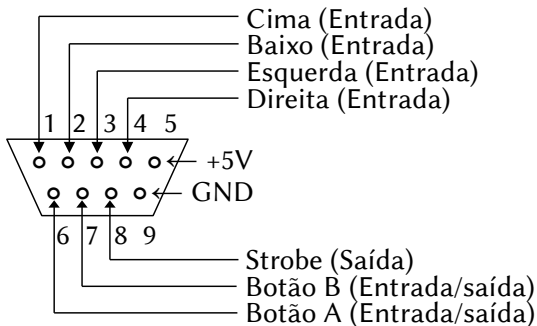 Cima (Entrada)
Baixo (Entrada)
Esquerda (Entrada)
Direita (Entrada)
1 2 3 4 5
+5V
GND
6 7 8 9
Strobe (Saída)
Botão B (Entrada/saída)
Botão A (Entrada/saída)